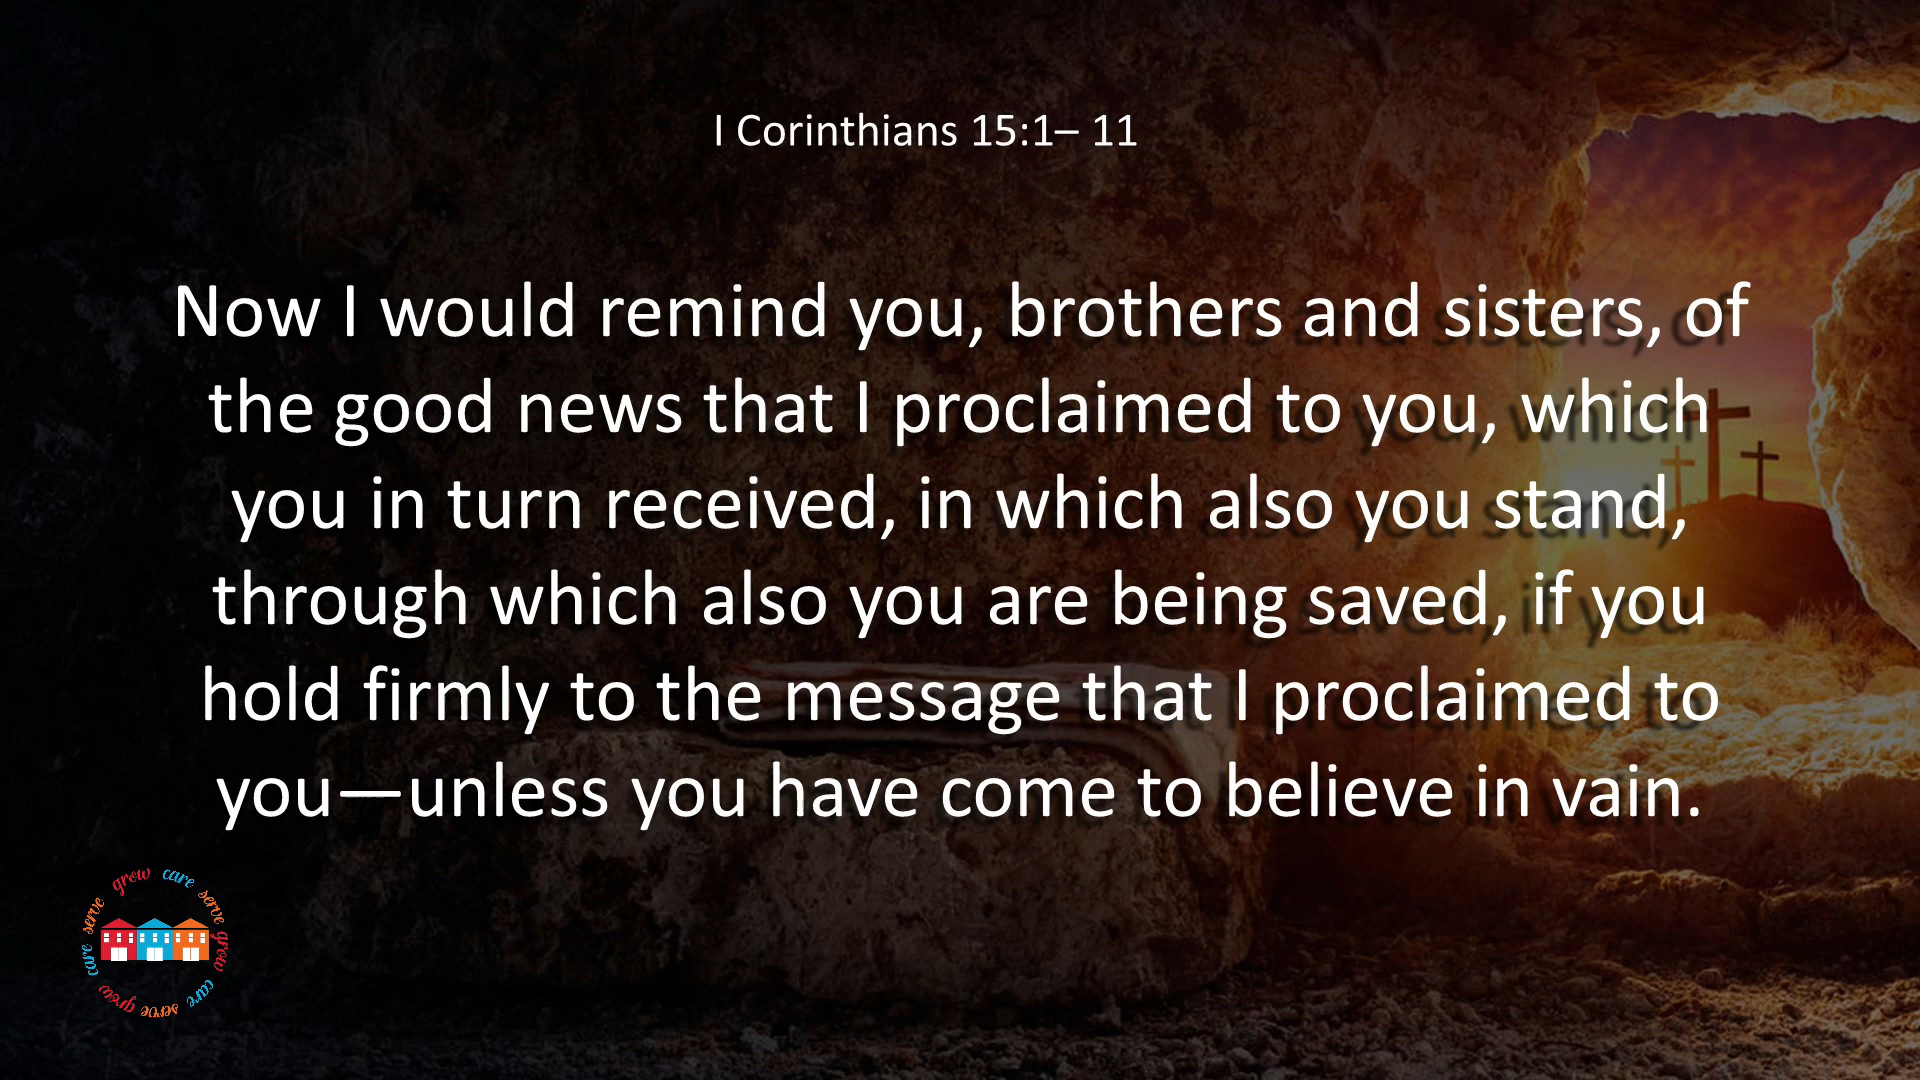 I Corinthians 15:1– 11
Now I would remind you, brothers and sisters, of
the good news that I proclaimed to you, which
you in turn received, in which also you stand,
through which also you are being saved, if you
hold firmly to the message that I proclaimed to
you—unless you have come to believe in vain.
grow care serve grow care serve grow care serve